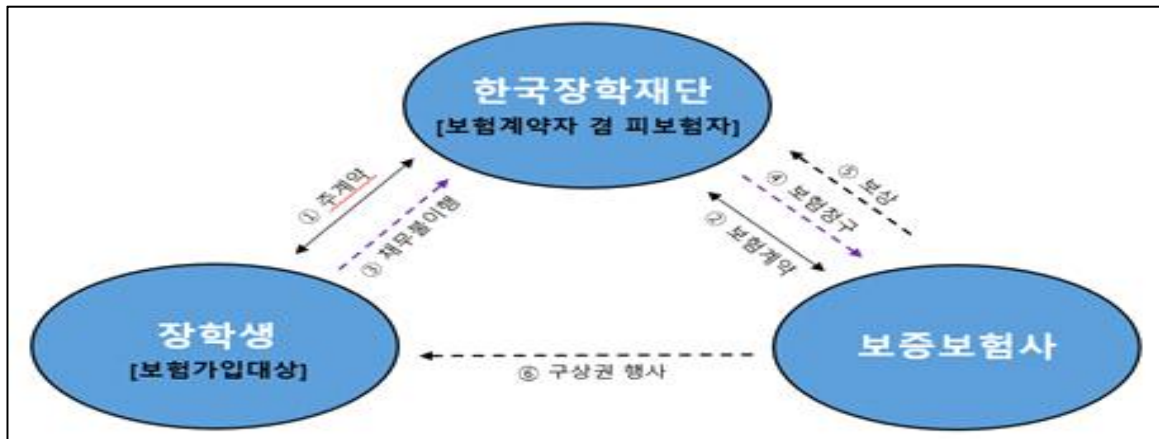 한국장학재단
[보험계약자 겸 피보험자]
① 주계약
③ 채무불이행
④ 보험청구
⑤ 보상
② 보험계약
장학생
[보험가입대상]
보증보험사
⑥ 구상권 행사